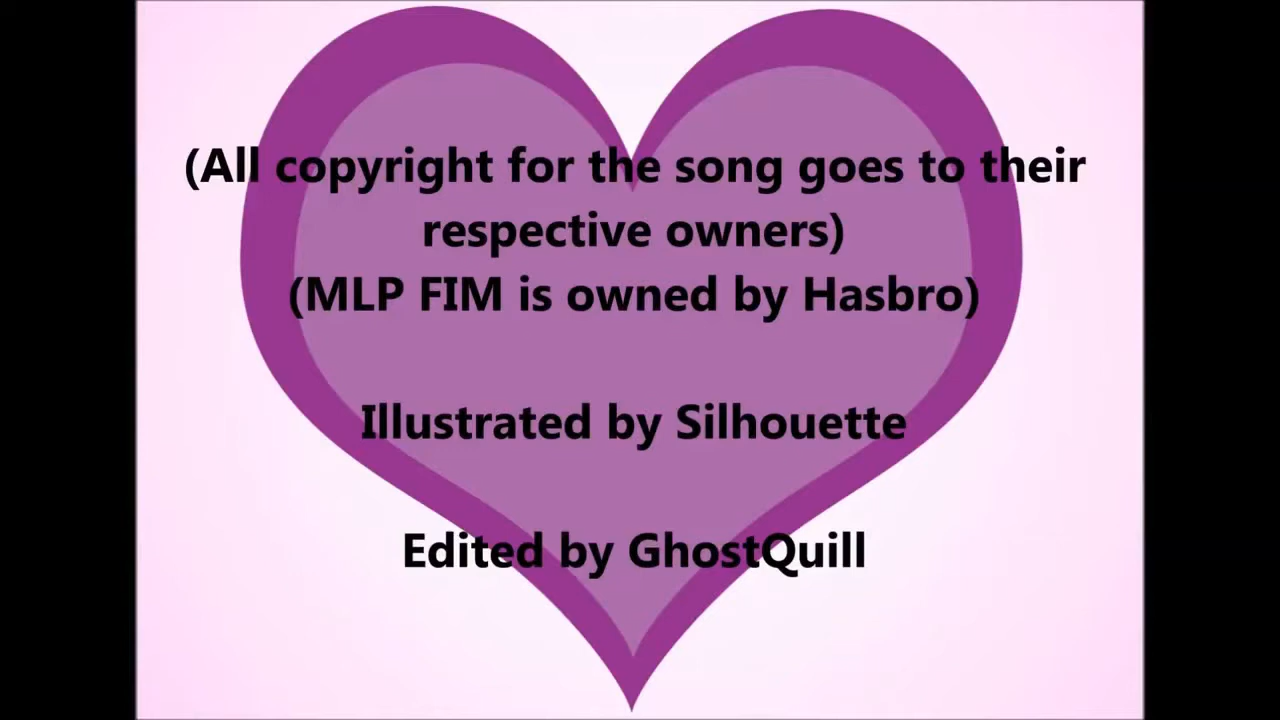 (All copyright for the song goes to their
respective owners)
(MLP FIM is owned by Hasbro)
Illustrated by Silhouette
Edited by GhostQuill